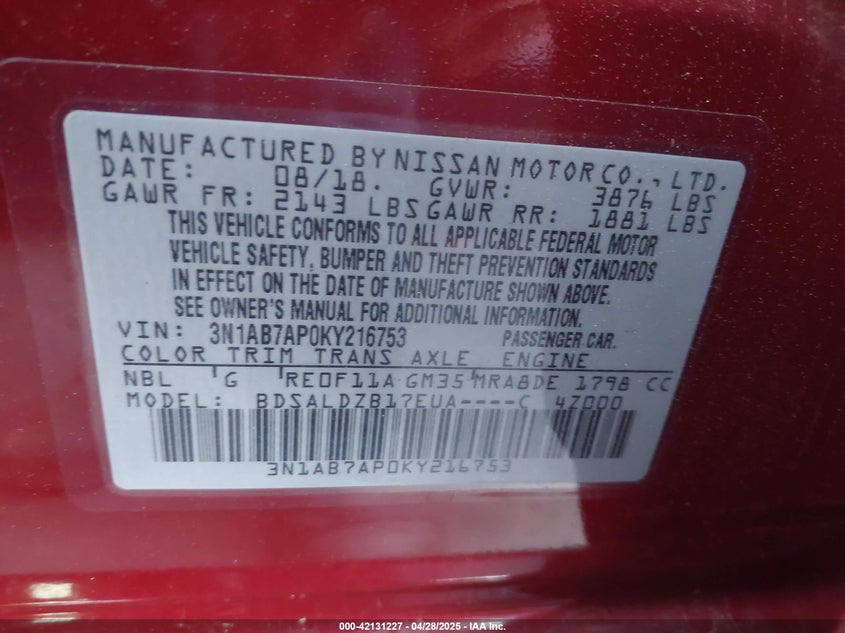 MANUFACTURED BY NISSAN MOTOR CO., LTD.
DATE: 08/18. GVWR: 3876 LBS
GAWR FR: 2143 LBS GAWR RR: 1881 LBS
THIS VEHICLE CONFORMS TO ALL APPLICABLE FEDERAL MOTOR
VEHICLE SAFETY, BUMPER AND THEFT PREVENTION STANDARDS
IN EFFECT ON THE DATE OF MANUFACTURE SHOWN ABOVE.
SEE OWNER'S MANUAL FOR ADDITIONAL INFORMATION.
VIN: 3N1AB7AP0KY216753 PASSENGER CAR.
COLOR TRIM TRANS AXLE ENGINE
NBL G RE0F11A GM35 MRA8DE 1798 CC
MODEL: BDSALDZB17EUA----C 4Z000
3N1AB7AP0KY216753
000-42131227 - 04/28/2025 - IAA Inc.